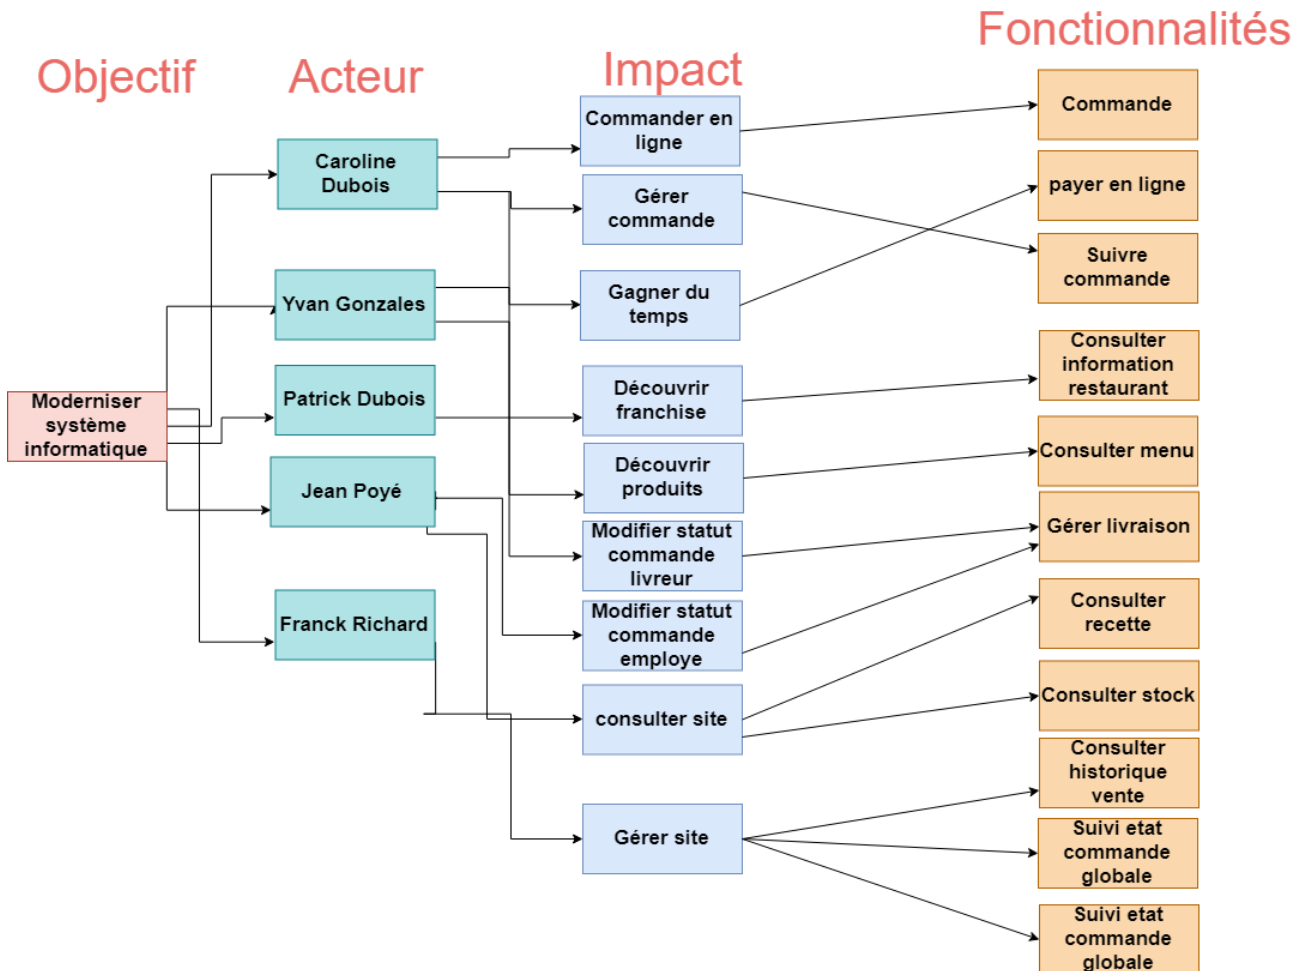 Objectif
Acteur
Impact
Fonctionnalités
Moderniser
système
informatique
Caroline
Dubois
Yvan Gonzales
Patrick Dubois
Jean Poyé
Franck Richard
Commander en
ligne
Gérer
commande
Gagner du
temps
Découvrir
franchise
Découvrir
produits
Modifier statut
commande
livreur
Modifier statut
commande
employe
consulter site
Gérer site
Commande
payer en ligne
Suivre
commande
Consulter
information
restaurant
Consulter menu
Gérer livraison
Consulter
recette
Consulter stock
Consulter
historique
vente
Suivi etat
commande
globale
Suivi etat
commande
globale